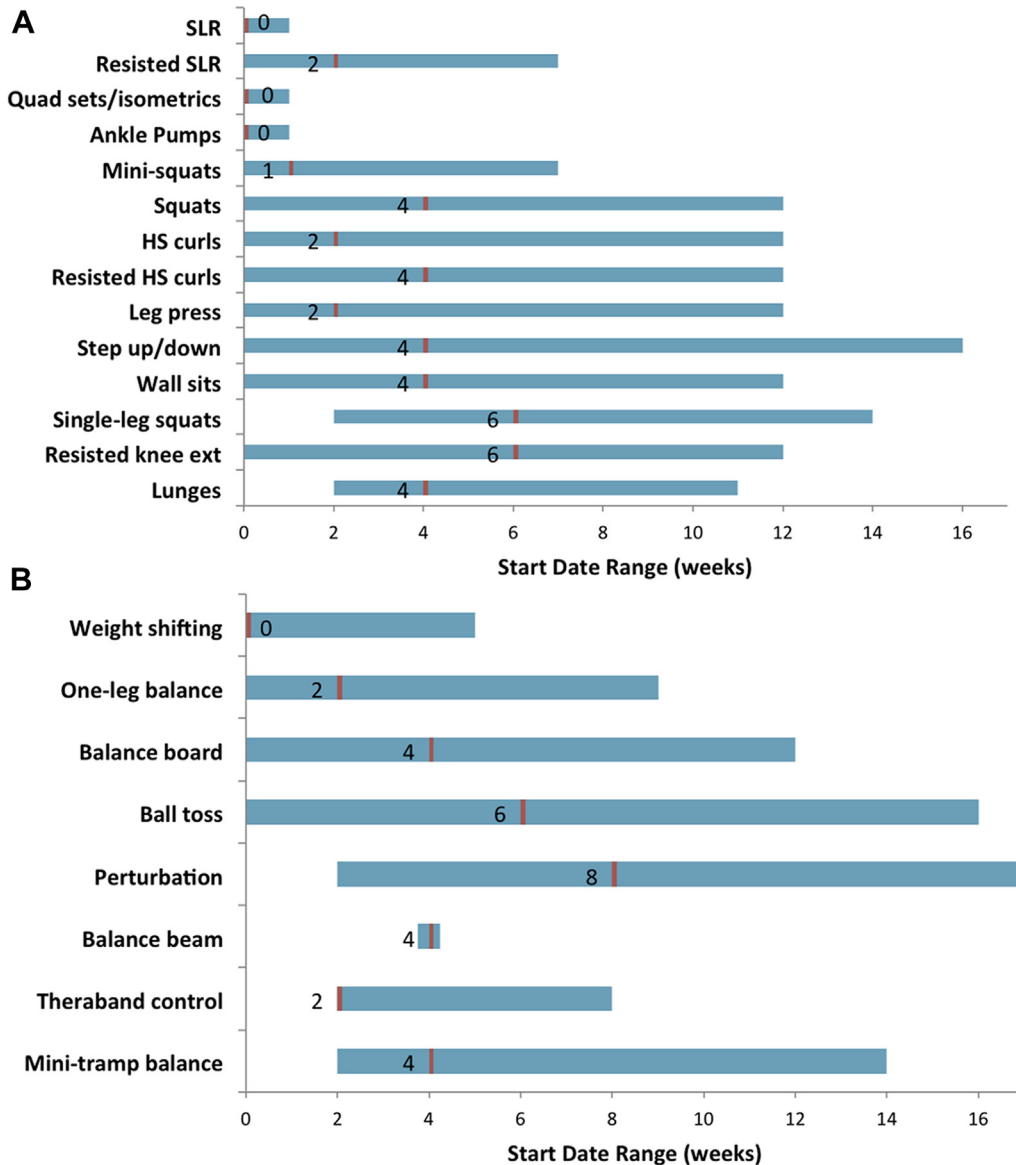 A
SLR 0
Resisted SLR 2
Quad sets/isometrics 0
Ankle Pumps 0
Mini-squats 1
Squats 4
HS curls 2
Resisted HS curls 4
Leg press 2
Step up/down 4
Wall sits 4
Single-leg squats 6
Resisted knee ext 6
Lunges 4
0 2 4 6 8 10 12 14 16
Start Date Range (weeks)
B
Weight shifting 0
One-leg balance 2
Balance board 4
Ball toss 6
Perturbation 8
Balance beam 4
Theraband control 2
Mini-tramp balance 4
0 2 4 6 8 10 12 14 16
Start Date Range (weeks)